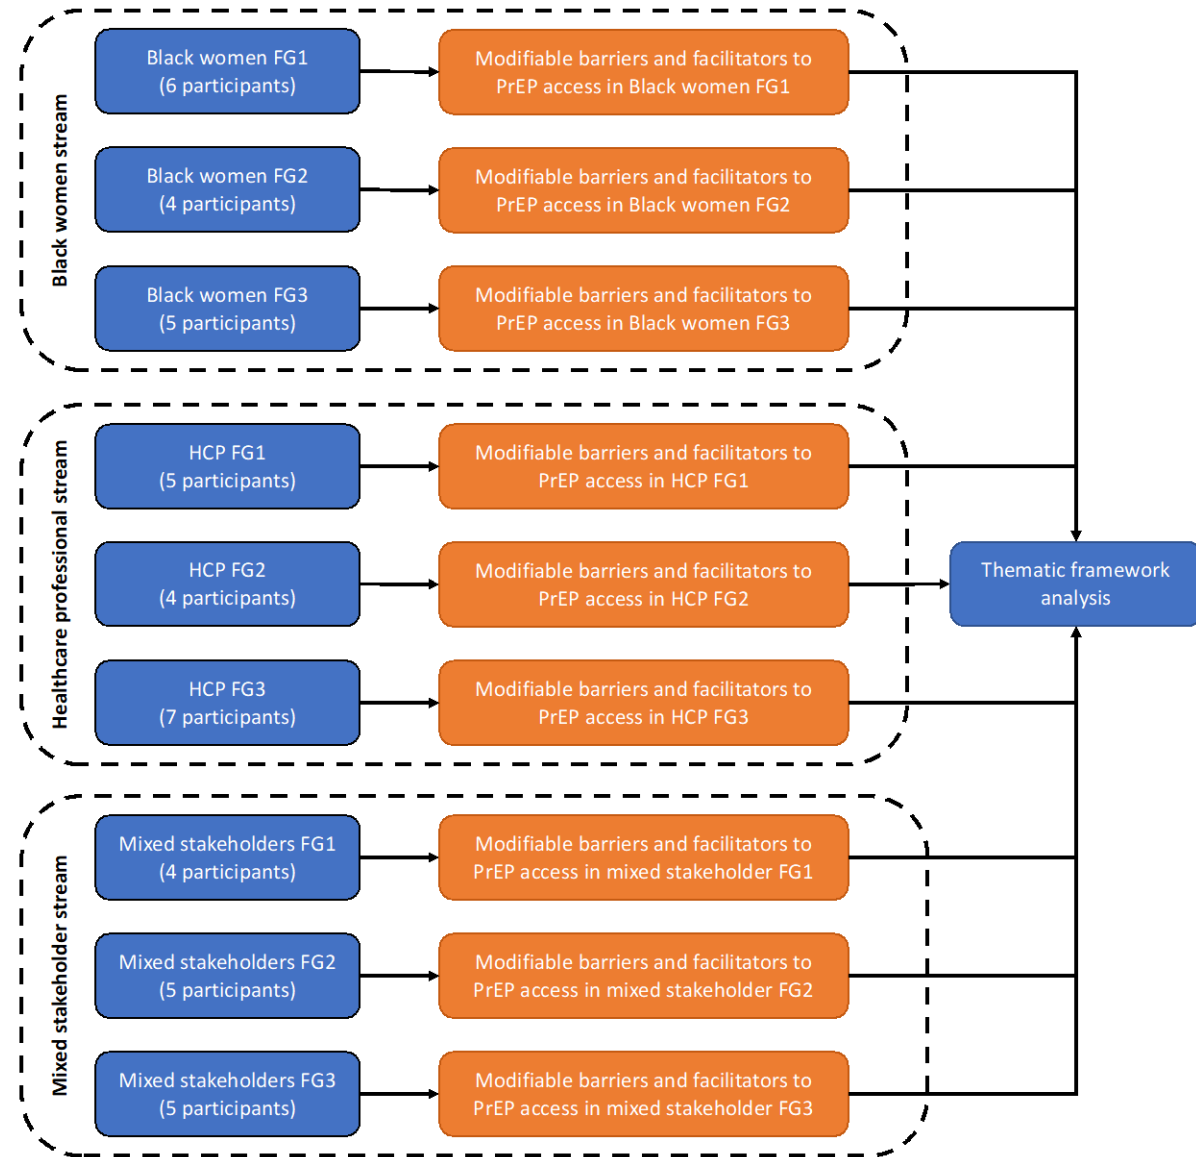 Black women stream
Black women FG1
(6 participants)
Modifiable barriers and facilitators to
PrEP access in Black women FG1
Black women FG2
(4 participants)
Modifiable barriers and facilitators to
PrEP access in Black women FG2
Black women FG3
(5 participants)
Modifiable barriers and facilitators to
PrEP access in Black women FG3
Healthcare professional stream
HCP FG1
(5 participants)
Modifiable barriers and facilitators to
PrEP access in HCP FG1
HCP FG2
(4 participants)
Modifiable barriers and facilitators to
PrEP access in HCP FG2
HCP FG3
(7 participants)
Modifiable barriers and facilitators to
PrEP access in HCP FG3
Mixed stakeholder stream
Mixed stakeholders FG1
(4 participants)
Modifiable barriers and facilitators to
PrEP access in mixed stakeholder FG1
Mixed stakeholders FG2
(5 participants)
Modifiable barriers and facilitators to
PrEP access in mixed stakeholder FG2
Mixed stakeholders FG3
(5 participants)
Modifiable barriers and facilitators to
PrEP access in mixed stakeholder FG3
Thematic framework
analysis